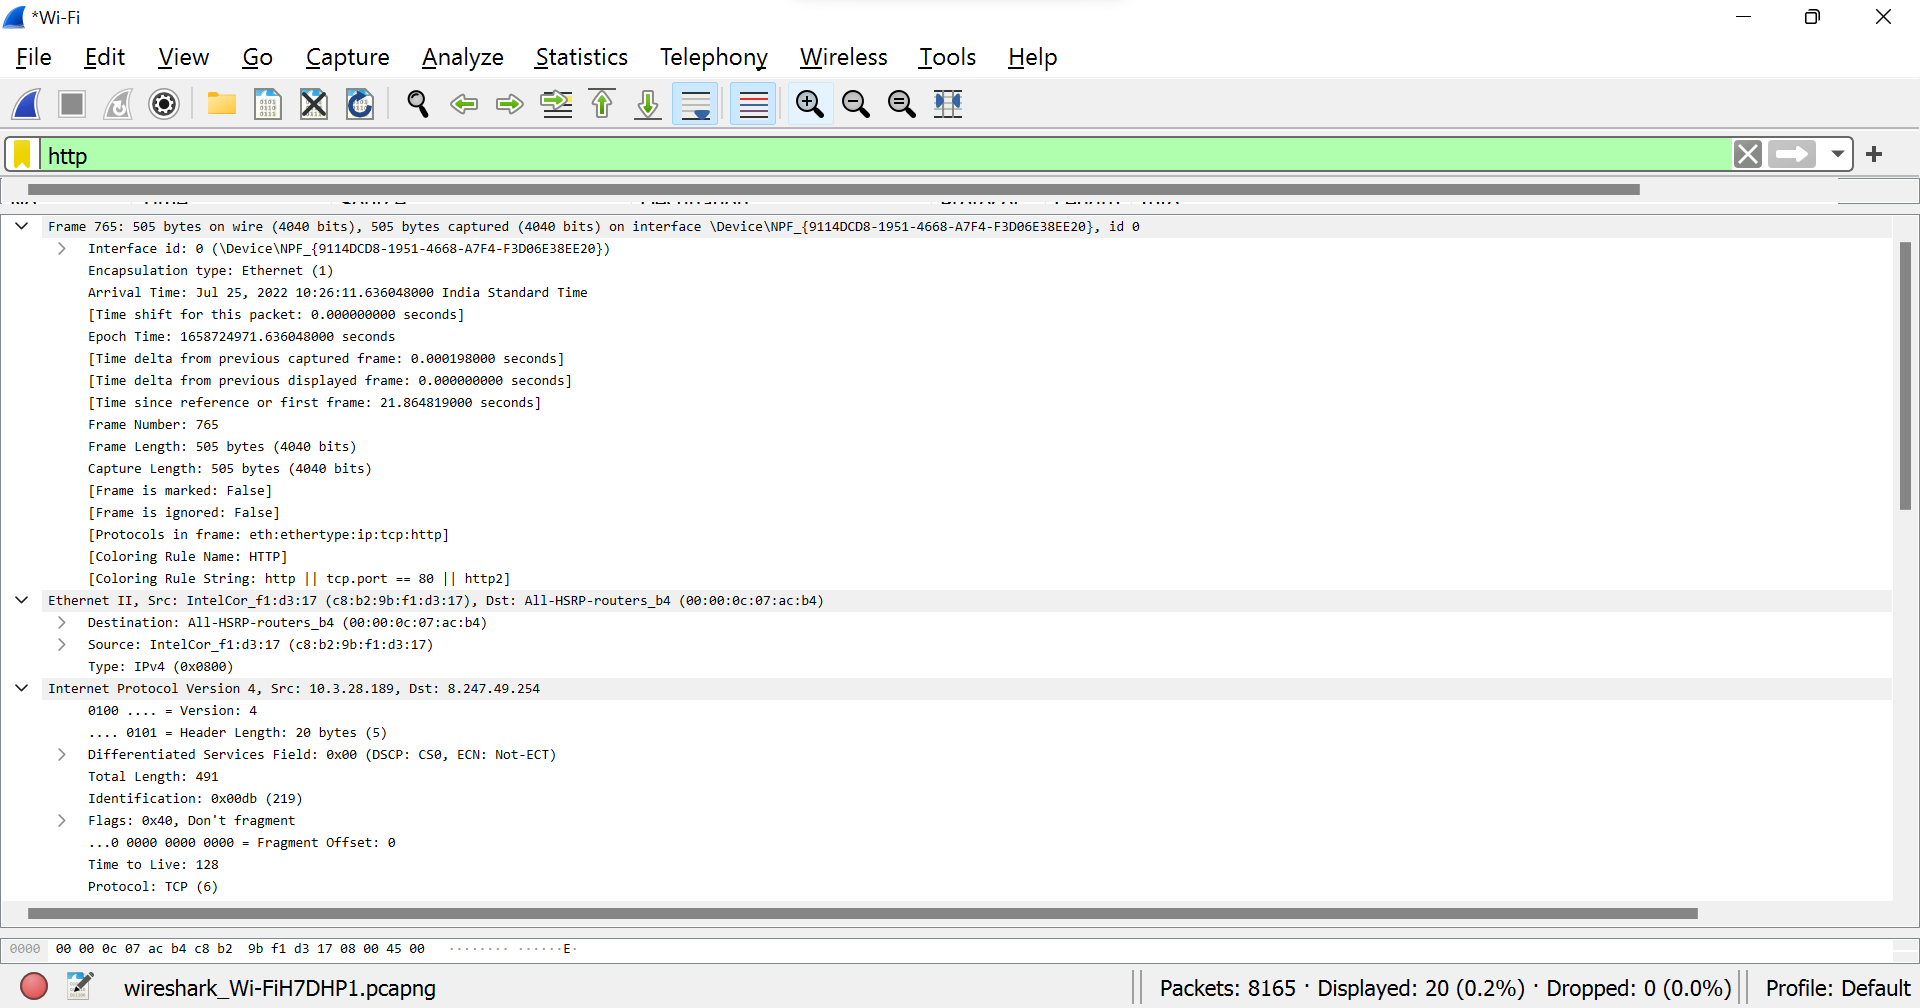 *Wi-Fi
File Edit View Go Capture Analyze Statistics Telephony Wireless Tools Help
http
Frame 765: 505 bytes on wire (4040 bits), 505 bytes captured (4040 bits) on interface \Device\NPF_{9114DCD8-1951-4668-A7F4-F3D06E38EE20}, id 0
Interface id: 0 (\Device\NPF_{9114DCD8-1951-4668-A7F4-F3D06E38EE20})
Encapsulation type: Ethernet (1)
Arrival Time: Jul 25, 2022 10:26:11.636048000 India Standard Time
[Time shift for this packet: 0.000000000 seconds]
Epoch Time: 1658724971.636048000 seconds
[Time delta from previous captured frame: 0.000198000 seconds]
[Time delta from previous displayed frame: 0.000000000 seconds]
[Time since reference or first frame: 21.864819000 seconds]
Frame Number: 765
Frame Length: 505 bytes (4040 bits)
Capture Length: 505 bytes (4040 bits)
[Frame is marked: False]
[Frame is ignored: False]
[Protocols in frame: eth:ethertype:ip:tcp:http]
[Coloring Rule Name: HTTP]
[Coloring Rule String: http || tcp.port == 80 || http2]
Ethernet II, Src: IntelCor_f1:d3:17 (c8:b2:9b:f1:d3:17), Dst: All-HSRP-routers_b4 (00:00:0c:07:ac:b4)
Destination: All-HSRP-routers_b4 (00:00:0c:07:ac:b4)
Source: IntelCor_f1:d3:17 (c8:b2:9b:f1:d3:17)
Type: IPv4 (0x0800)
Internet Protocol Version 4, Src: 10.3.28.189, Dst: 8.247.49.254
0100 .... = Version: 4
.... 0101 = Header Length: 20 bytes (5)
Differentiated Services Field: 0x00 (DSCP: CS0, ECN: Not-ECT)
Total Length: 491
Identification: 0x00db (219)
Flags: 0x40, Don't fragment
...0 0000 0000 0000 = Fragment Offset: 0
Time to Live: 128
Protocol: TCP (6)
0000 00 00 0c 07 ac b4 c8 b2 9b f1 d3 17 08 00 45 00 ········ ······E·
wireshark_Wi-FiH7DHP1.pcapng Packets: 8165 · Displayed: 20 (0.2%) · Dropped: 0 (0.0%) Profile: Default